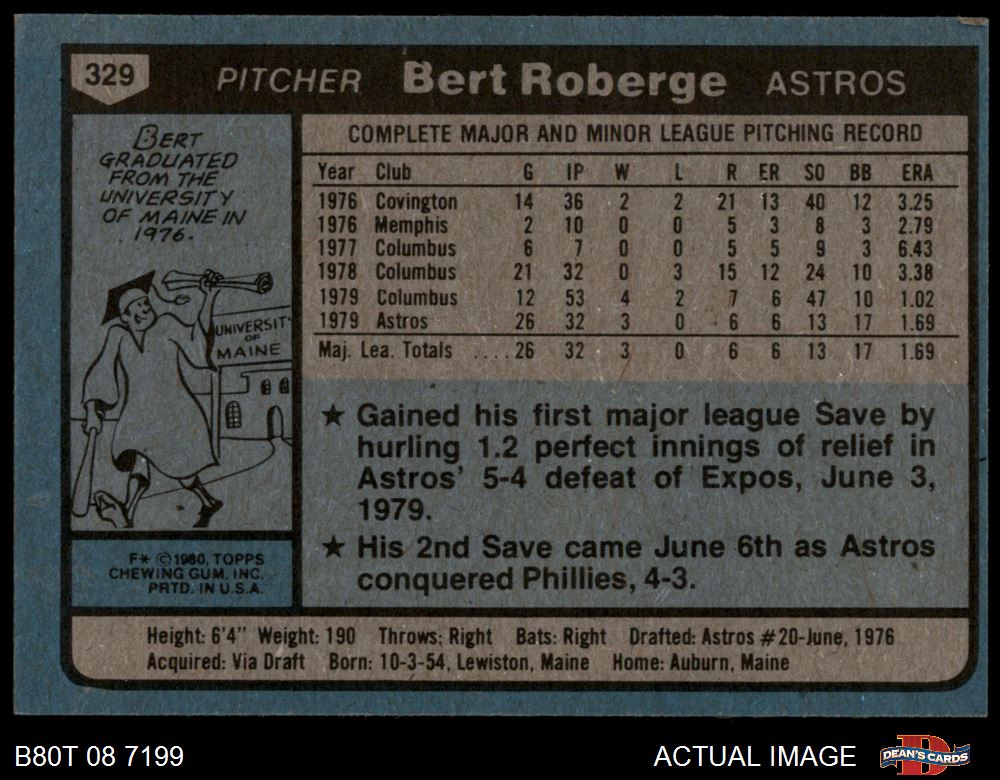 329 PITCHER Bert Roberge ASTROS
BERT
GRADUATED
FROM THE
UNIVERSITY
OF MAINE IN
1976.
UNIVERSITY
OF
MAINE
F* © 1980, TOPPS
CHEWING GUM, INC.
PRTD. IN U.S.A.
COMPLETE MAJOR AND MINOR LEAGUE PITCHING RECORD
Year Club G IP W L R ER SO BB ERA
1976 Covington 14 36 2 2 21 13 40 12 3.25
1976 Memphis 2 10 0 0 5 3 8 3 2.79
1977 Columbus 6 7 0 0 5 5 9 3 6.43
1978 Columbus 21 32 0 3 15 12 24 10 3.38
1979 Columbus 12 53 4 2 7 6 47 10 1.02
1979 Astros 26 32 3 0 6 6 13 17 1.69
Maj. Lea. Totals .... 26 32 3 0 6 6 13 17 1.69
★ Gained his first major league Save by
hurling 1.2 perfect innings of relief in
Astros' 5-4 defeat of Expos, June 3,
1979.
★ His 2nd Save came June 6th as Astros
conquered Phillies, 4-3.
Height: 6'4" Weight: 190 Throws: Right Bats: Right Drafted: Astros #20-June, 1976
Acquired: Via Draft Born: 10-3-54, Lewiston, Maine Home: Auburn, Maine
B80T 08 7199 ACTUAL IMAGE DEAN'S CARDS